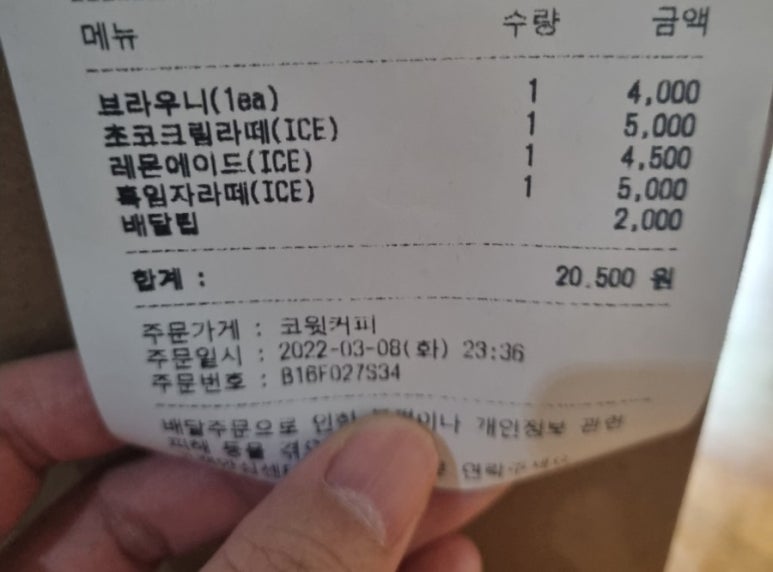 메뉴 수량 금액
브라우니(1ea) 1 4,000
초코크림라떼(ICE) 1 5,000
레몬에이드(ICE) 1 4,500
흑임자라떼(ICE) 1 5,000
배달팁 2,000
합계 : 20.500 원
주문가게 : 코윗커피
주문일시 : 2022-03-08(화) 23:36
주문번호 : B16F027S34
배달주문으로 인한 개인정보 관련
피해 등을